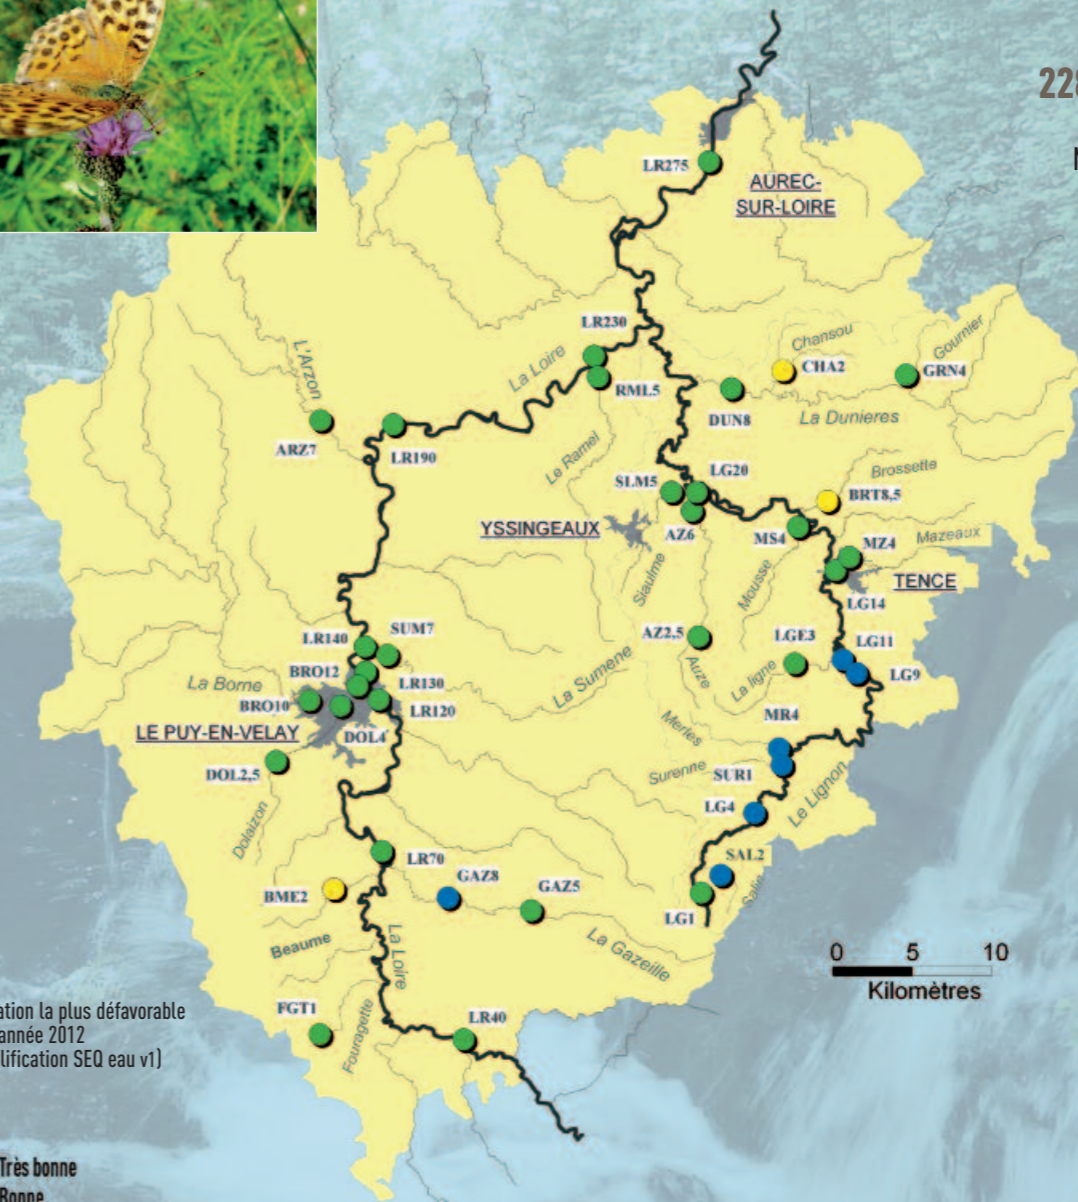 228
LR275
AUREC-
SUR-LOIRE
LR230
La Loire
RML5
Chansou
CHA2
Gournier
GRN4
DUN8
La Dunieres
L'Arzon
ARZ7
LR190
Le Ramel
SLM5
LG20
Brossette
BRT8,5
YSSINGEAUX
AZ6
MS4
MZ4
Mazeaux
TENCE
Siaulme
Mousse
LG14
LR140
SUM7
AZ2,5
LGE3
LG11
LG9
BRO12
La Borne
BRO10
LR130
LR120
La Sumene
Auze
La ligne
LE PUY-EN-VELAY
DOL4
MR4
Merles
DOL2,5
Surenne
SUR1
Le Lignon
LG4
Dolaizon
LR70
GAZ8
GAZ5
SAL2
BME2
LG1
Beaume
La Loire
La Gazeille
0 5 10
Kilomètres
FGT1
Fouragette
LR40
ation la plus défavorable
année 2012
lification SEQ eau v1)
Très bonne
Bonne